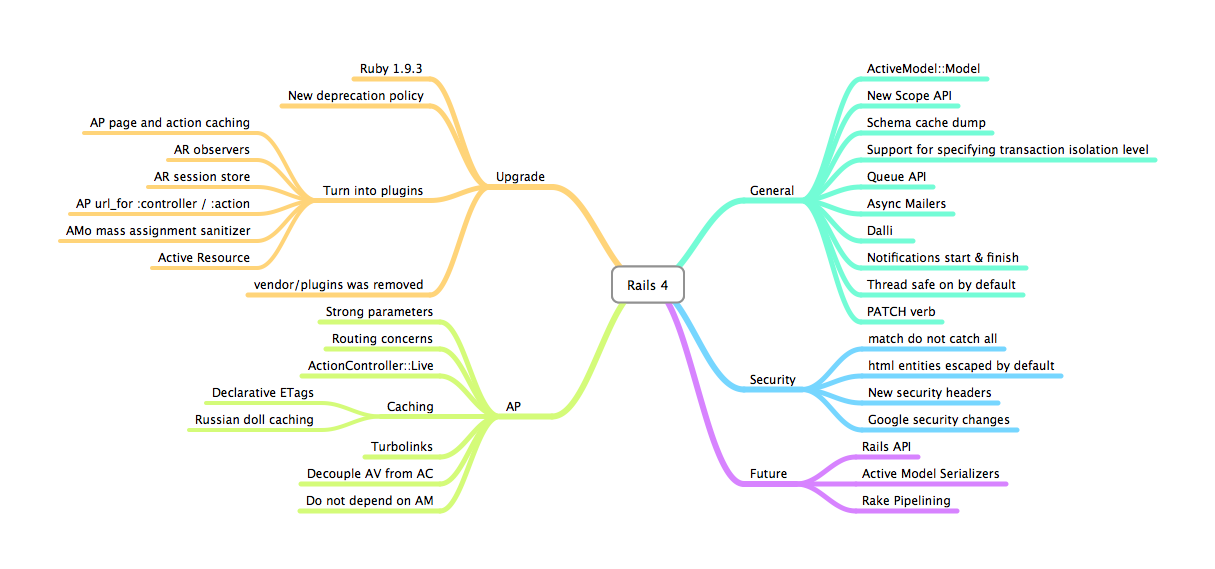 Rails 4
Upgrade
Ruby 1.9.3
New deprecation policy
Turn into plugins
AP page and action caching
AR observers
AR session store
AP url_for :controller / :action
AMo mass assignment sanitizer
Active Resource
vendor/plugins was removed
AP
Strong parameters
Routing concerns
ActionController::Live
Caching
Declarative ETags
Russian doll caching
Turbolinks
Decouple AV from AC
Do not depend on AM
General
ActiveModel::Model
New Scope API
Schema cache dump
Support for specifying transaction isolation level
Queue API
Async Mailers
Dalli
Notifications start & finish
Thread safe on by default
PATCH verb
Security
match do not catch all
html entities escaped by default
New security headers
Google security changes
Future
Rails API
Active Model Serializers
Rake Pipelining